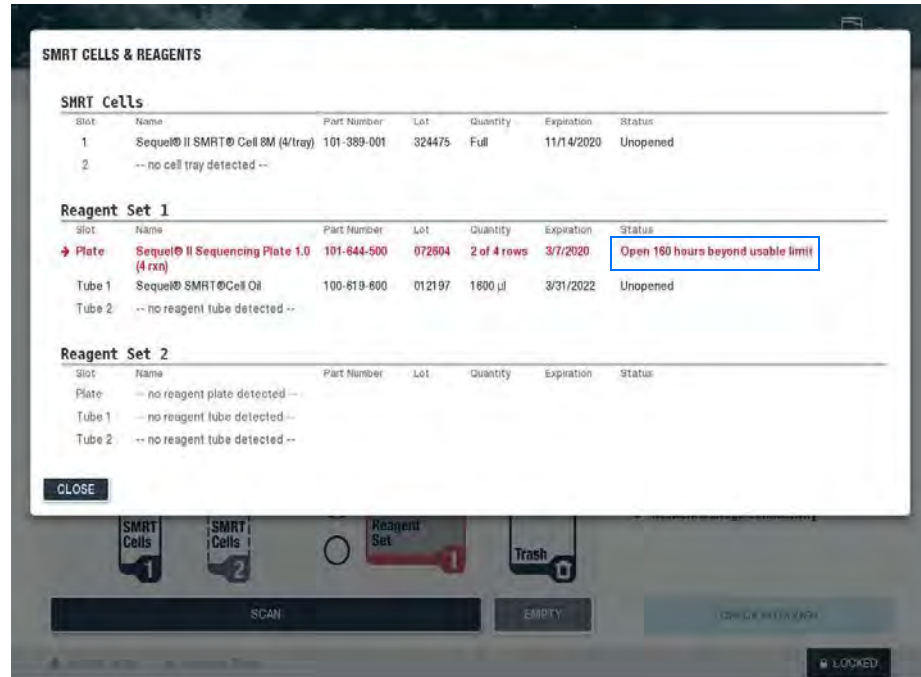 SMRT CELLS & REAGENTS
SMRT Cells
Slot Name Part Number Lot Quantity Expiration Status
1 Sequel® II SMRT® Cell 8M (4/tray) 101-389-001 324475 Full 11/14/2020 Unopened
2 -- no cell tray detected --
Reagent Set 1
Slot Name Part Number Lot Quantity Expiration Status
➔ Plate Sequel® II Sequencing Plate 1.0 101-644-500 072604 2 of 4 rows 3/7/2020 Open 160 hours beyond usable limit
(4 rxn)
Tube 1 Sequel® SMRT®Cell Oil 100-619-600 012197 1600 µl 3/31/2022 Unopened
Tube 2 -- no reagent tube detected --
Reagent Set 2
Slot Name Part Number Lot Quantity Expiration Status
Plate -- no reagent plate detected --
Tube 1 -- no reagent tube detected --
Tube 2 -- no reagent tube detected --
CLOSE
SMRT Cells 1
SMRT Cells 2
Reagent Set 1
Trash
SCAN EMPTY
LOCKED